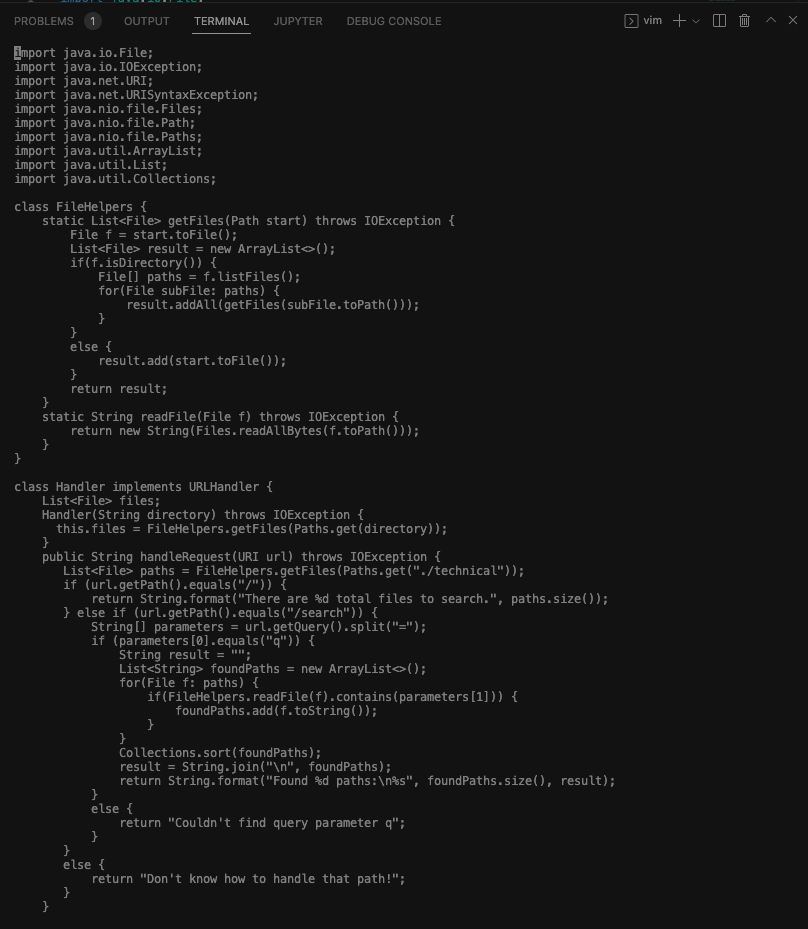 PROBLEMS 1 OUTPUT TERMINAL JUPYTER DEBUG CONSOLE vim
import java.io.File;
import java.io.IOException;
import java.net.URI;
import java.net.URISyntaxException;
import java.nio.file.Files;
import java.nio.file.Path;
import java.nio.file.Paths;
import java.util.ArrayList;
import java.util.List;
import java.util.Collections;

class FileHelpers {
    static List<File> getFiles(Path start) throws IOException {
        File f = start.toFile();
        List<File> result = new ArrayList<>();
        if(f.isDirectory()) {
            File[] paths = f.listFiles();
            for(File subFile: paths) {
                result.addAll(getFiles(subFile.toPath()));
            }
        }
        else {
            result.add(start.toFile());
        }
        return result;
    }
    static String readFile(File f) throws IOException {
        return new String(Files.readAllBytes(f.toPath()));
    }
}

class Handler implements URLHandler {
    List<File> files;
    Handler(String directory) throws IOException {
      this.files = FileHelpers.getFiles(Paths.get(directory));
    }
    public String handleRequest(URI url) throws IOException {
       List<File> paths = FileHelpers.getFiles(Paths.get("./technical"));
       if (url.getPath().equals("/")) {
           return String.format("There are %d total files to search.", paths.size());
       } else if (url.getPath().equals("/search")) {
           String[] parameters = url.getQuery().split("=");
           if (parameters[0].equals("q")) {
               String result = "";
               List<String> foundPaths = new ArrayList<>();
               for(File f: paths) {
                   if(FileHelpers.readFile(f).contains(parameters[1])) {
                       foundPaths.add(f.toString());
                   }
               }
               Collections.sort(foundPaths);
               result = String.join("\n", foundPaths);
               return String.format("Found %d paths:\n%s", foundPaths.size(), result);
           }
           else {
               return "Couldn't find query parameter q";
           }
       }
       else {
           return "Don't know how to handle that path!";
       }
    }